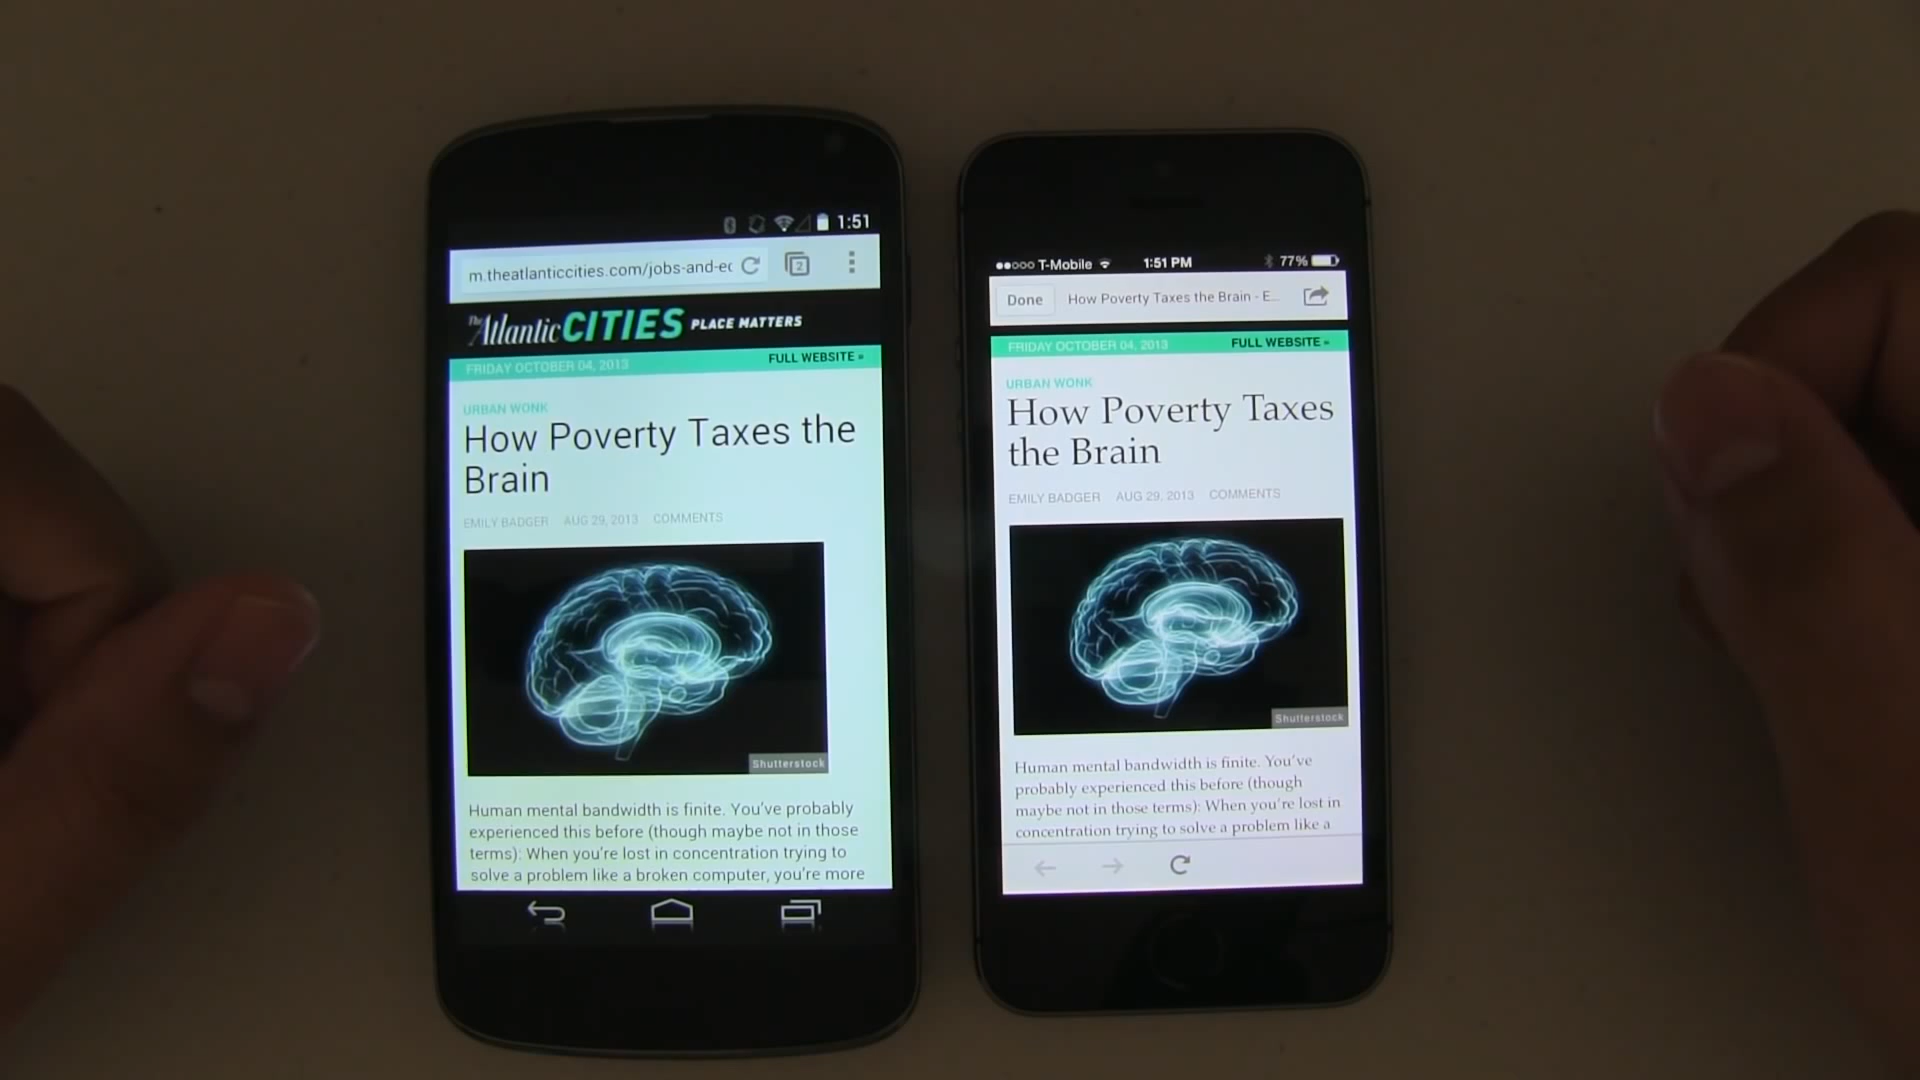 1:51
m.theatlanticcities.com/jobs-and-ec
2
The Atlantic CITIES PLACE MATTERS
FRIDAY OCTOBER 04, 2013 FULL WEBSITE »
URBAN WONK
How Poverty Taxes the
Brain
EMILY BADGER AUG 29, 2013 COMMENTS
Shutterstock
Human mental bandwidth is finite. You've probably
experienced this before (though maybe not in those
terms): When you're lost in concentration trying to
solve a problem like a broken computer, you're more
T-Mobile 1:51 PM 77%
Done How Poverty Taxes the Brain - E...
FRIDAY OCTOBER 04, 2013 FULL WEBSITE »
URBAN WONK
How Poverty Taxes
the Brain
EMILY BADGER AUG 29, 2013 COMMENTS
Shutterstock
Human mental bandwidth is finite. You've
probably experienced this before (though
maybe not in those terms): When you're lost in
concentration trying to solve a problem like a